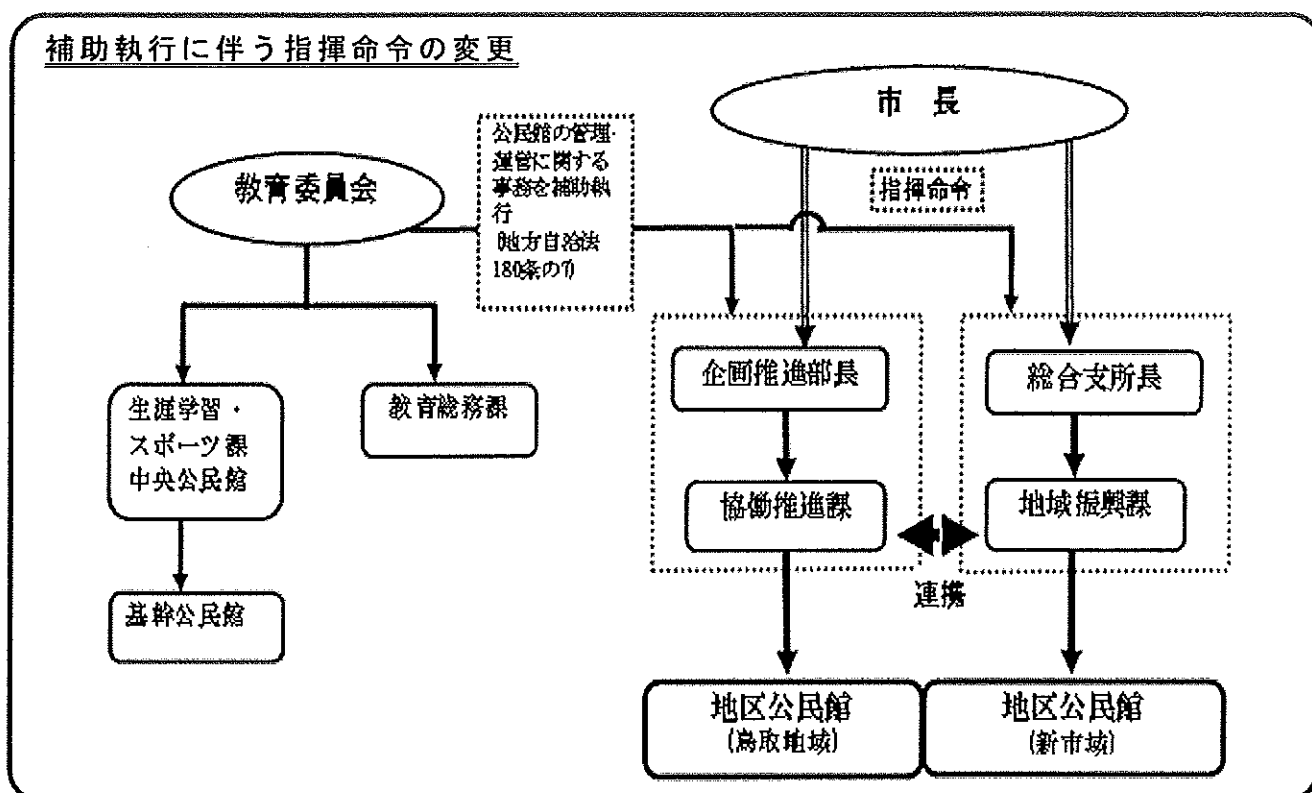 補助執行に伴う指揮命令の変更
市 長
公民館の管理・
運営に関する
事務を補助執
行
(地方自治法
180条の7)
教育委員会
指揮命令
企画推進部長
総合支所長
生涯学習・
スポーツ課
中央公民館
教育総務課
協働推進課
地域振興課
連携
基幹公民館
地区公民館
(鳥取地域)
地区公民館
(新市域)